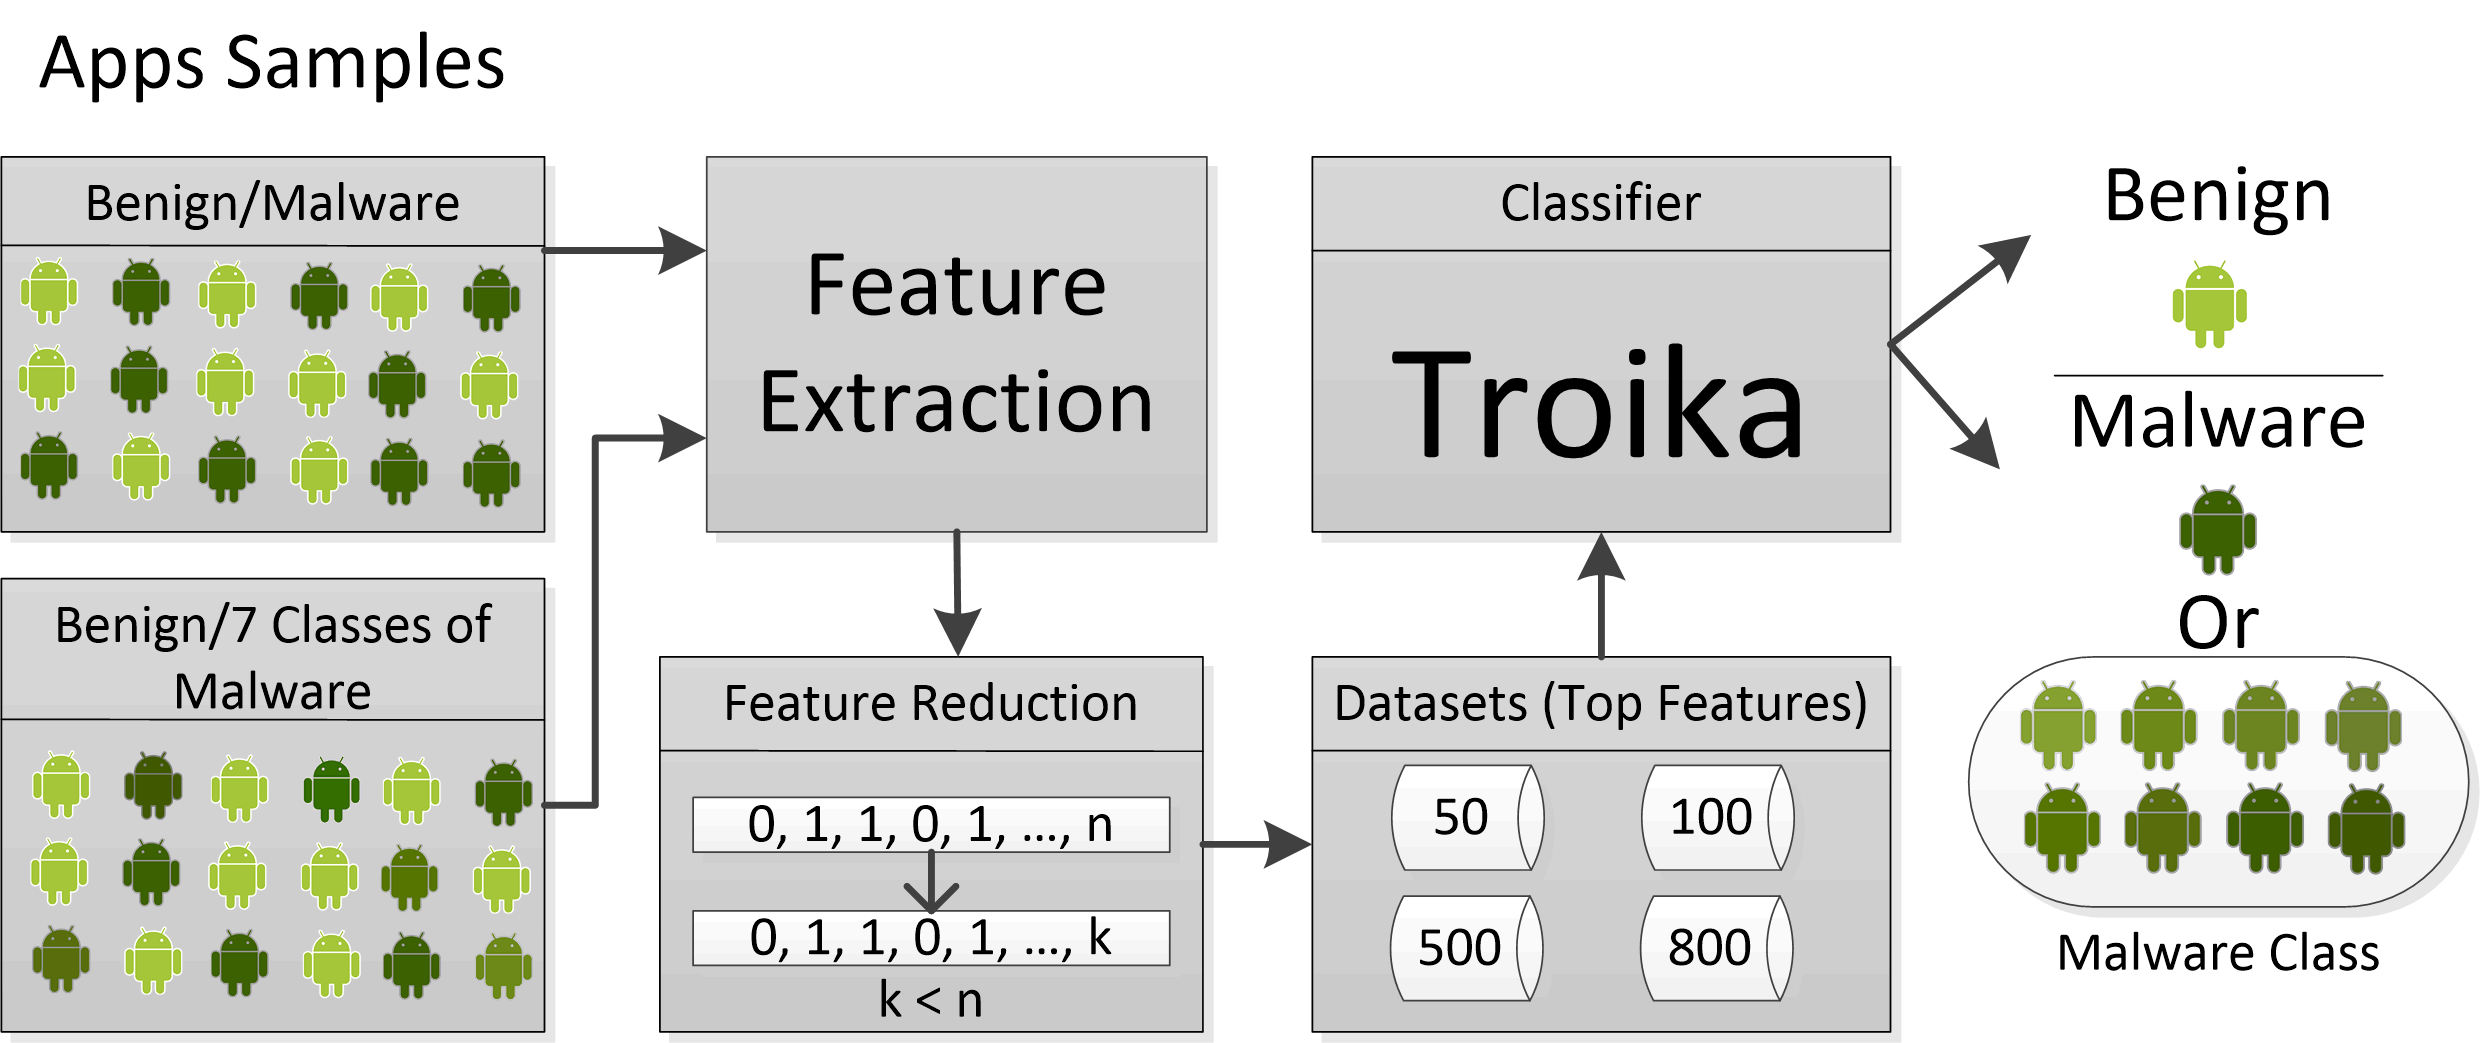 Apps Samples
Benign/Malware
Benign/7 Classes of
Malware
Feature
Extraction
Feature Reduction
0, 1, 1, 0, 1, ..., n
0, 1, 1, 0, 1, ..., k
k < n
Datasets (Top Features)
50
100
500
800
Classifier
Troika
Benign
Malware
Or
Malware Class